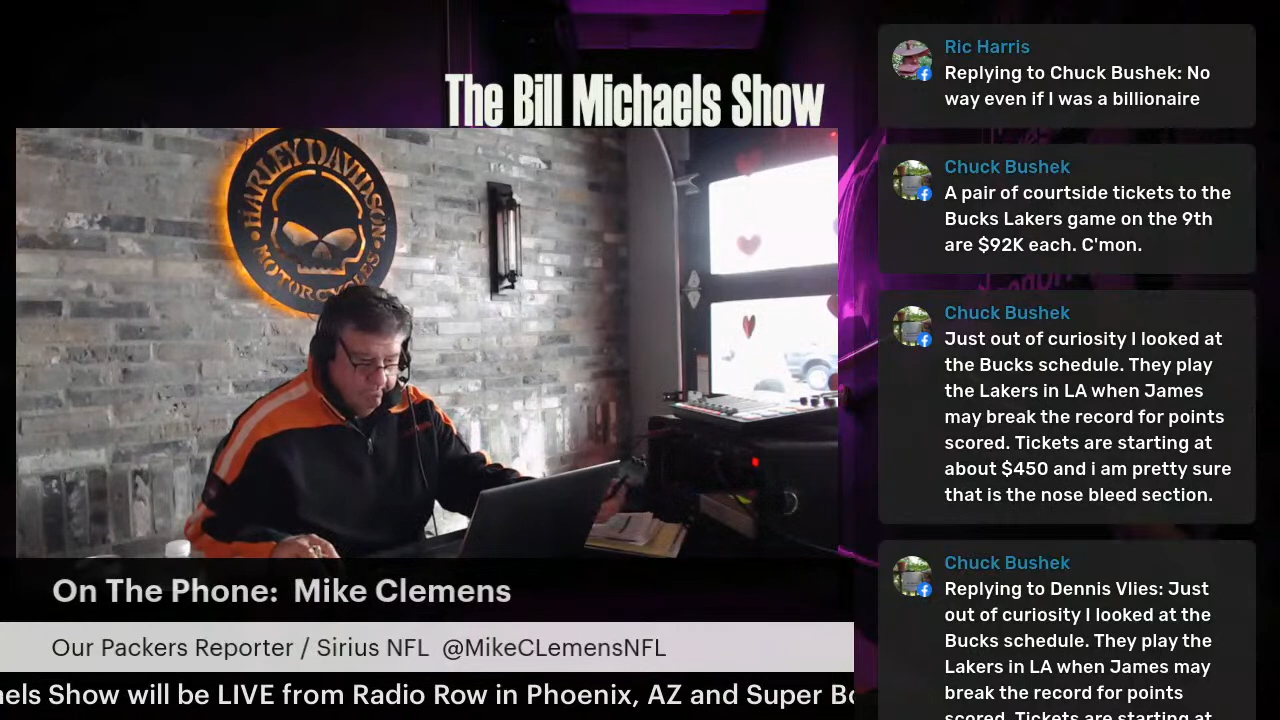 The Bill Michaels Show
HARLEY-DAVIDSON
MOTORCYCLES
On The Phone:  Mike Clemens
Our Packers Reporter / Sirius NFL  @MikeCLemensNFL
Show will be LIVE from Radio Row in Phoenix, AZ and Super
Ric Harris
Replying to Chuck Bushek: No
way even if I was a billionaire
Chuck Bushek
A pair of courtside tickets to the
Bucks Lakers game on the 9th
are $92K each. C'mon.
Chuck Bushek
Just out of curiosity I looked at
the Bucks schedule. They play
the Lakers in LA when James
may break the record for points
scored. Tickets are starting at
about $450 and i am pretty sure
that is the nose bleed section.
Chuck Bushek
Replying to Dennis Vlies: Just
out of curiosity I looked at the
Bucks schedule. They play the
Lakers in LA when James may
break the record for points
scored. Tickets are starting at